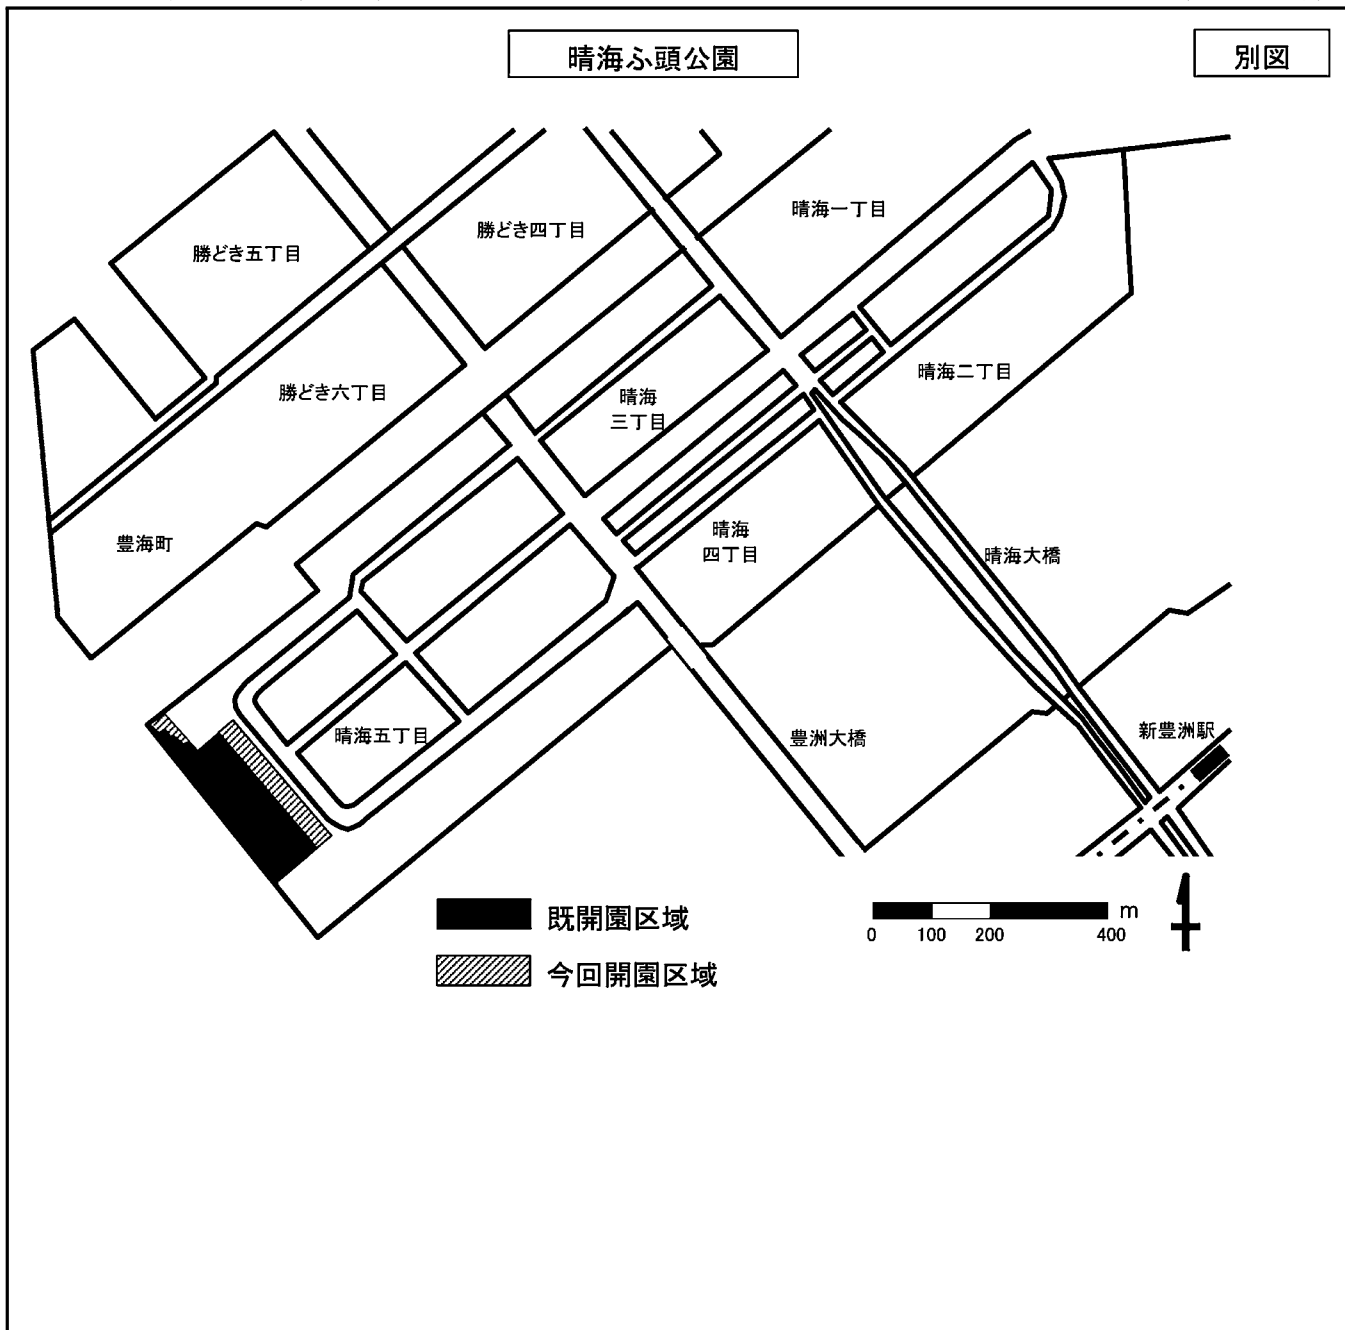 晴海ふ頭公園
別図
晴海一丁目
勝どき四丁目
勝どき五丁目
晴海二丁目
勝どき六丁目
晴海
三丁目
晴海
四丁目
豊海町
晴海大橋
新豊洲駅
晴海五丁目
豊洲大橋
既開園区域
m
0 100 200 400
今回開園区域